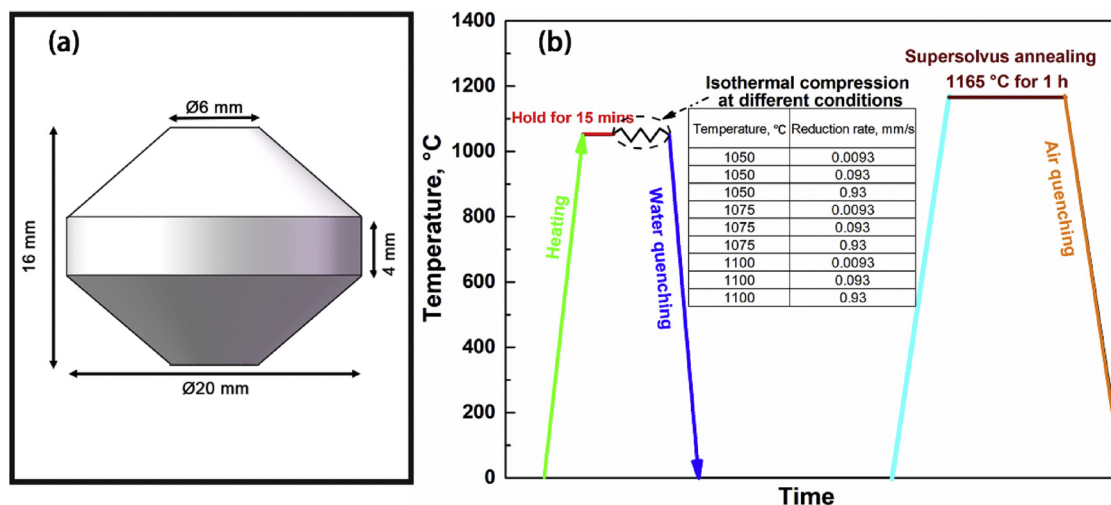 (a)
Ø6 mm
16 mm
4 mm
Ø20 mm
(b)
Temperature, °C
1400
1200
1000
800
600
400
200
0
Time
Heating
Hold for 15 mins
Isothermal compression
at different conditions
Water quenching
Temperature, ℃ Reduction rate, mm/s
1050 0.0093
1050 0.093
1050 0.93
1075 0.0093
1075 0.093
1075 0.93
1100 0.0093
1100 0.093
1100 0.93
Supersolvus annealing
1165 °C for 1 h
Air quenching